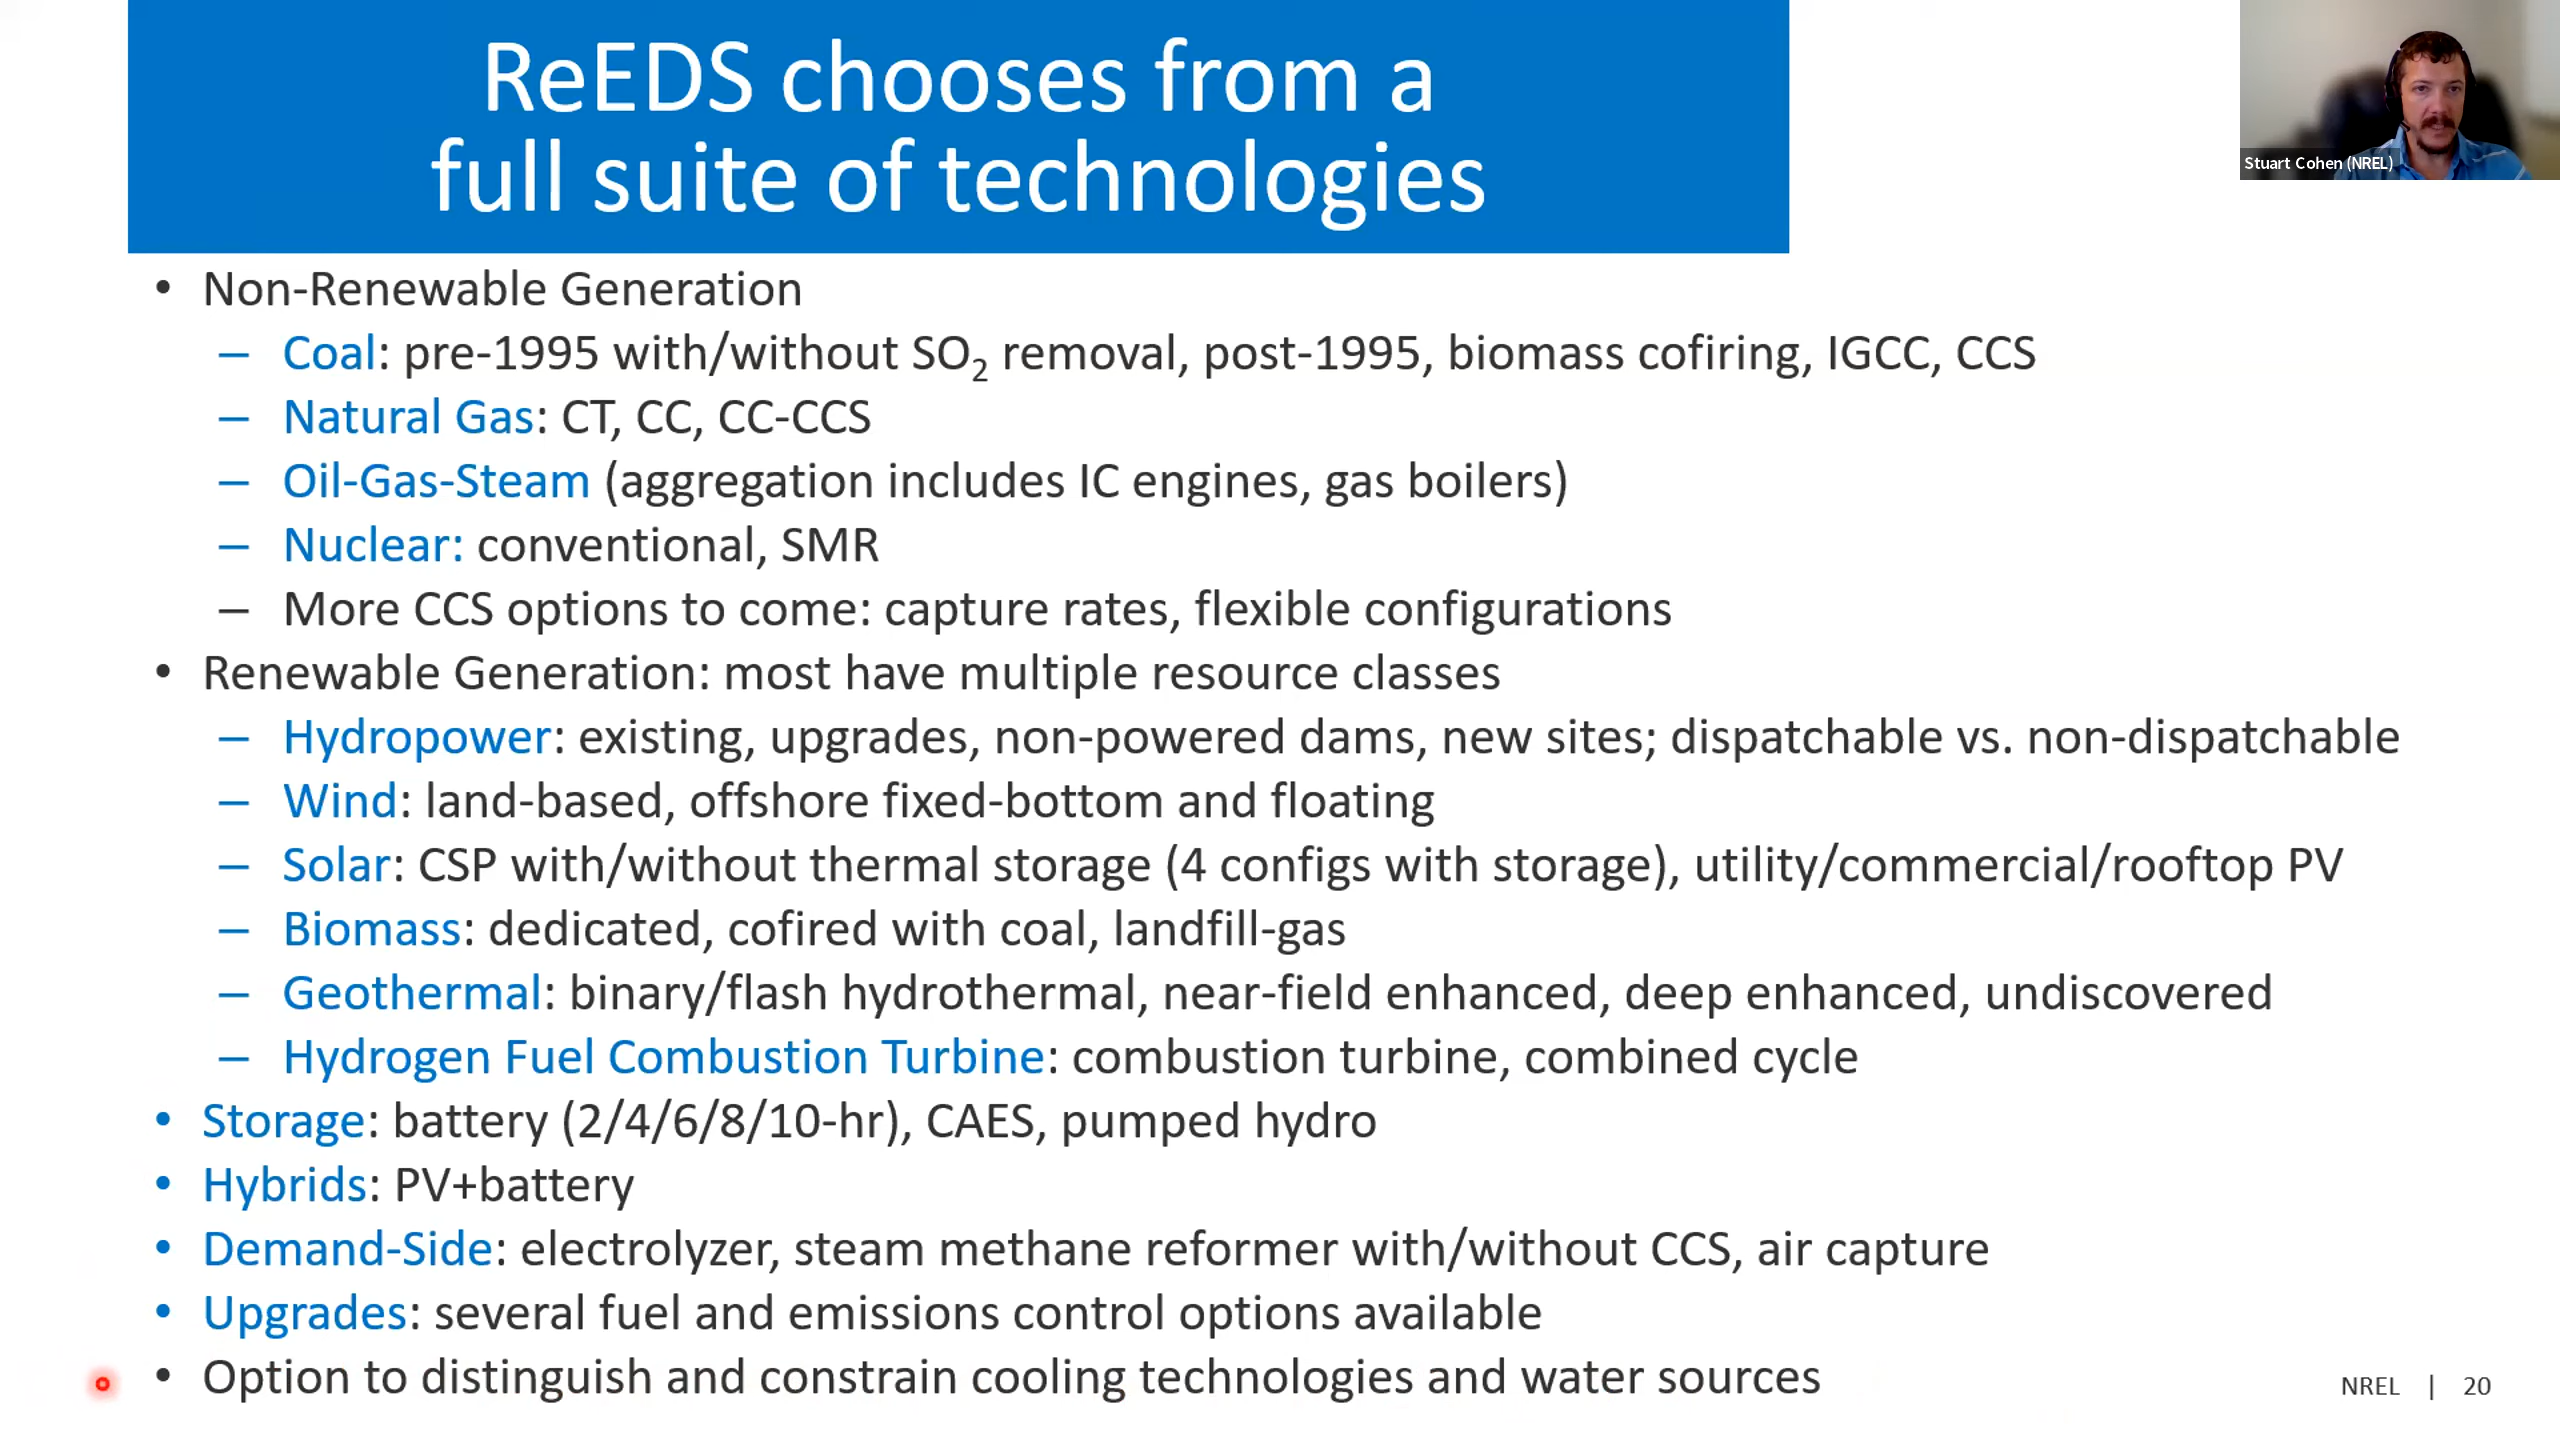 ReEDS chooses from a
full suite of technologies
Stuart Cohen (NREL)
• Non-Renewable Generation
– Coal: pre-1995 with/without SO₂ removal, post-1995, biomass cofiring, IGCC, CCS
– Natural Gas: CT, CC, CC-CCS
– Oil-Gas-Steam (aggregation includes IC engines, gas boilers)
– Nuclear: conventional, SMR
– More CCS options to come: capture rates, flexible configurations
• Renewable Generation: most have multiple resource classes
– Hydropower: existing, upgrades, non-powered dams, new sites; dispatchable vs. non-dispatchable
– Wind: land-based, offshore fixed-bottom and floating
– Solar: CSP with/without thermal storage (4 configs with storage), utility/commercial/rooftop PV
– Biomass: dedicated, cofired with coal, landfill-gas
– Geothermal: binary/flash hydrothermal, near-field enhanced, deep enhanced, undiscovered
– Hydrogen Fuel Combustion Turbine: combustion turbine, combined cycle
• Storage: battery (2/4/6/8/10-hr), CAES, pumped hydro
• Hybrids: PV+battery
• Demand-Side: electrolyzer, steam methane reformer with/without CCS, air capture
• Upgrades: several fuel and emissions control options available
• Option to distinguish and constrain cooling technologies and water sources
NREL | 20